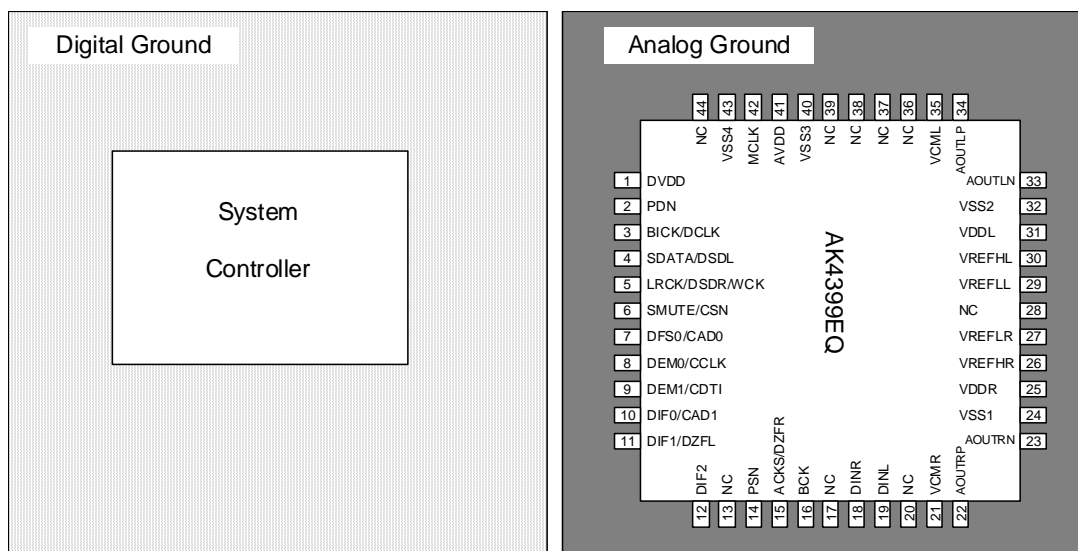 Digital Ground
System
Controller
Analog Ground
44 43 42 41 40 39 38 37 36 35 34
NC VSS4 MCLK AVDD VSS3 NC NC NC NC VCML AOUTLP
1 DVDD
2 PDN
3 BICK/DCLK
4 SDATA/DSDL
5 LRCK/DSDR/WCK
6 SMUTE/CSN
7 DFS0/CAD0
8 DEM0/CCLK
9 DEM1/CDTI
10 DIF0/CAD1
11 DIF1/DZFL
AK4399EQ
AOUTLN 33
VSS2 32
VDDL 31
VREFHL 30
VREFLL 29
NC 28
VREFLR 27
VREFHR 26
VDDR 25
VSS1 24
AOUTRN 23
DIF2 NC PSN ACKS/DZFR BCK NC DINR DINL NC VCMR AOUTRP
12 13 14 15 16 17 18 19 20 21 22